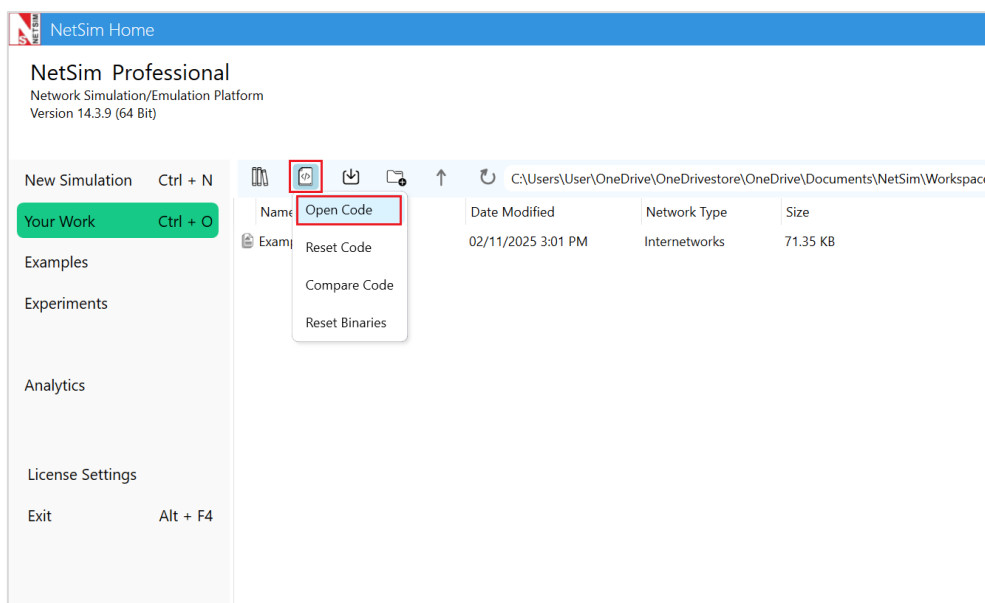 NETSIM
NetSim Home
NetSim Professional
Network Simulation/Emulation Platform
Version 14.3.9 (64 Bit)
New Simulation Ctrl + N
C:\Users\User\OneDrive\OneDrivestore\OneDrive\Documents\NetSim\Workspac
Your Work Ctrl + O
Name Date Modified Network Type Size
Exam 02/11/2025 3:01 PM Internetworks 71.35 KB
Open Code
Reset Code
Compare Code
Reset Binaries
Examples
Experiments
Analytics
License Settings
Exit Alt + F4